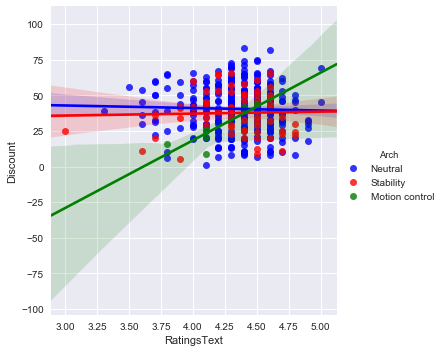 100
75
50
25
0
−25
−50
−75
−100
Discount
3.00 3.25 3.50 3.75 4.00 4.25 4.50 4.75 5.00
RatingsText
Arch
Neutral
Stability
Motion control